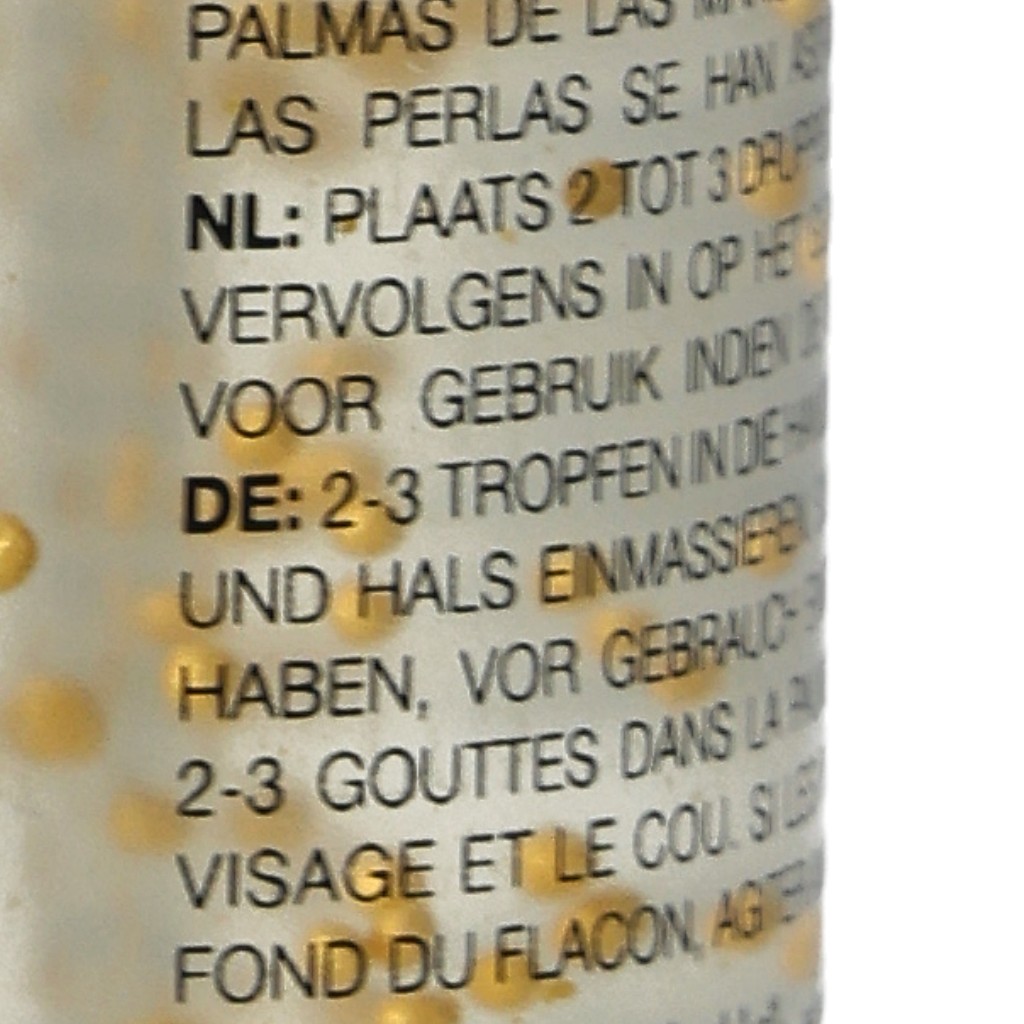 PALMAS DE LAS
LAS PERLAS SE HAN
NL: PLAATS 2 TOT 3
VERVOLGENS IN OP HET
VOOR GEBRUIK INDIEN
DE: 2-3 TROPFEN IN DIE
UND HALS EINMASSIEREN
HABEN, VOR GEBRAUCH
2-3 GOUTTES DANS LA
VISAGE ET LE COU. SI LES
FOND DU FLACON, AGITER